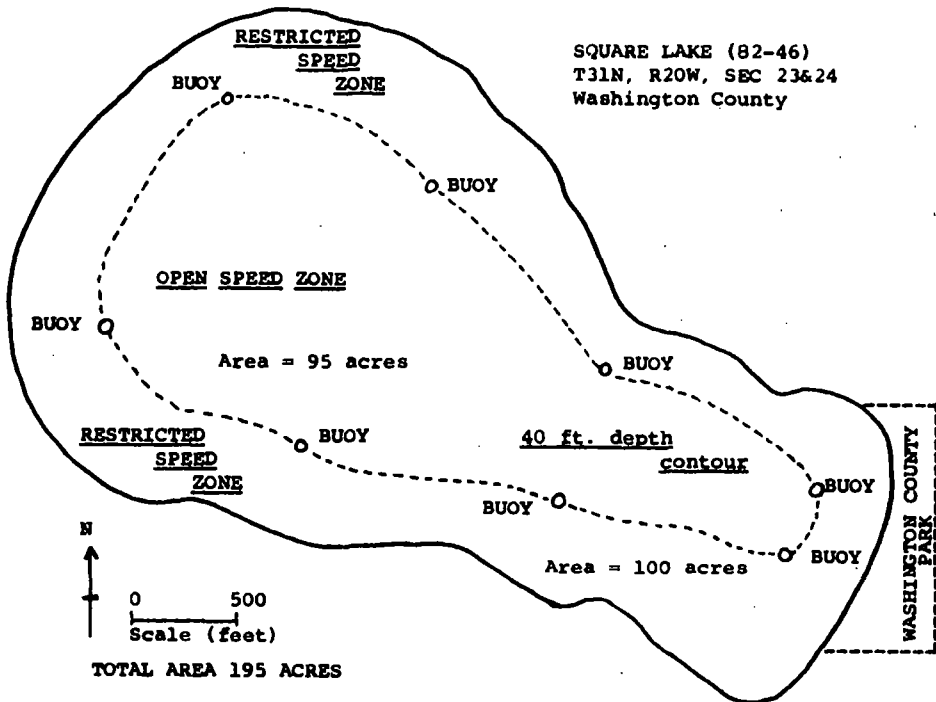 RESTRICTED
SPEED
ZONE
SQUARE LAKE (82-46)
T31N, R20W, SEC 23&24
Washington County
BUOY
BUOY
OPEN SPEED ZONE
BUOY
Area = 95 acres
BUOY
RESTRICTED
SPEED
ZONE
BUOY
40 ft. depth
contour
BUOY
BUOY
BUOY
Area = 100 acres
WASHINGTON COUNTY
PARK
N
0 500
Scale (feet)
TOTAL AREA 195 ACRES